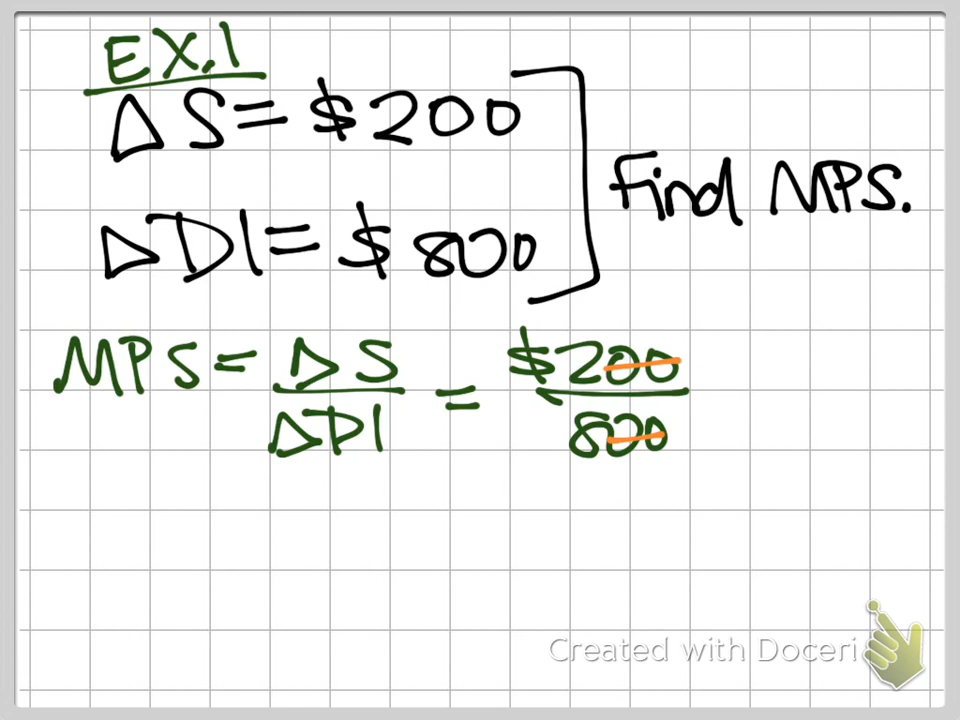 EX.1
ΔS = $200
ΔDI = $800
Find MPS.
MPS = ΔS/ΔDI = $200/800
Created with Doceri